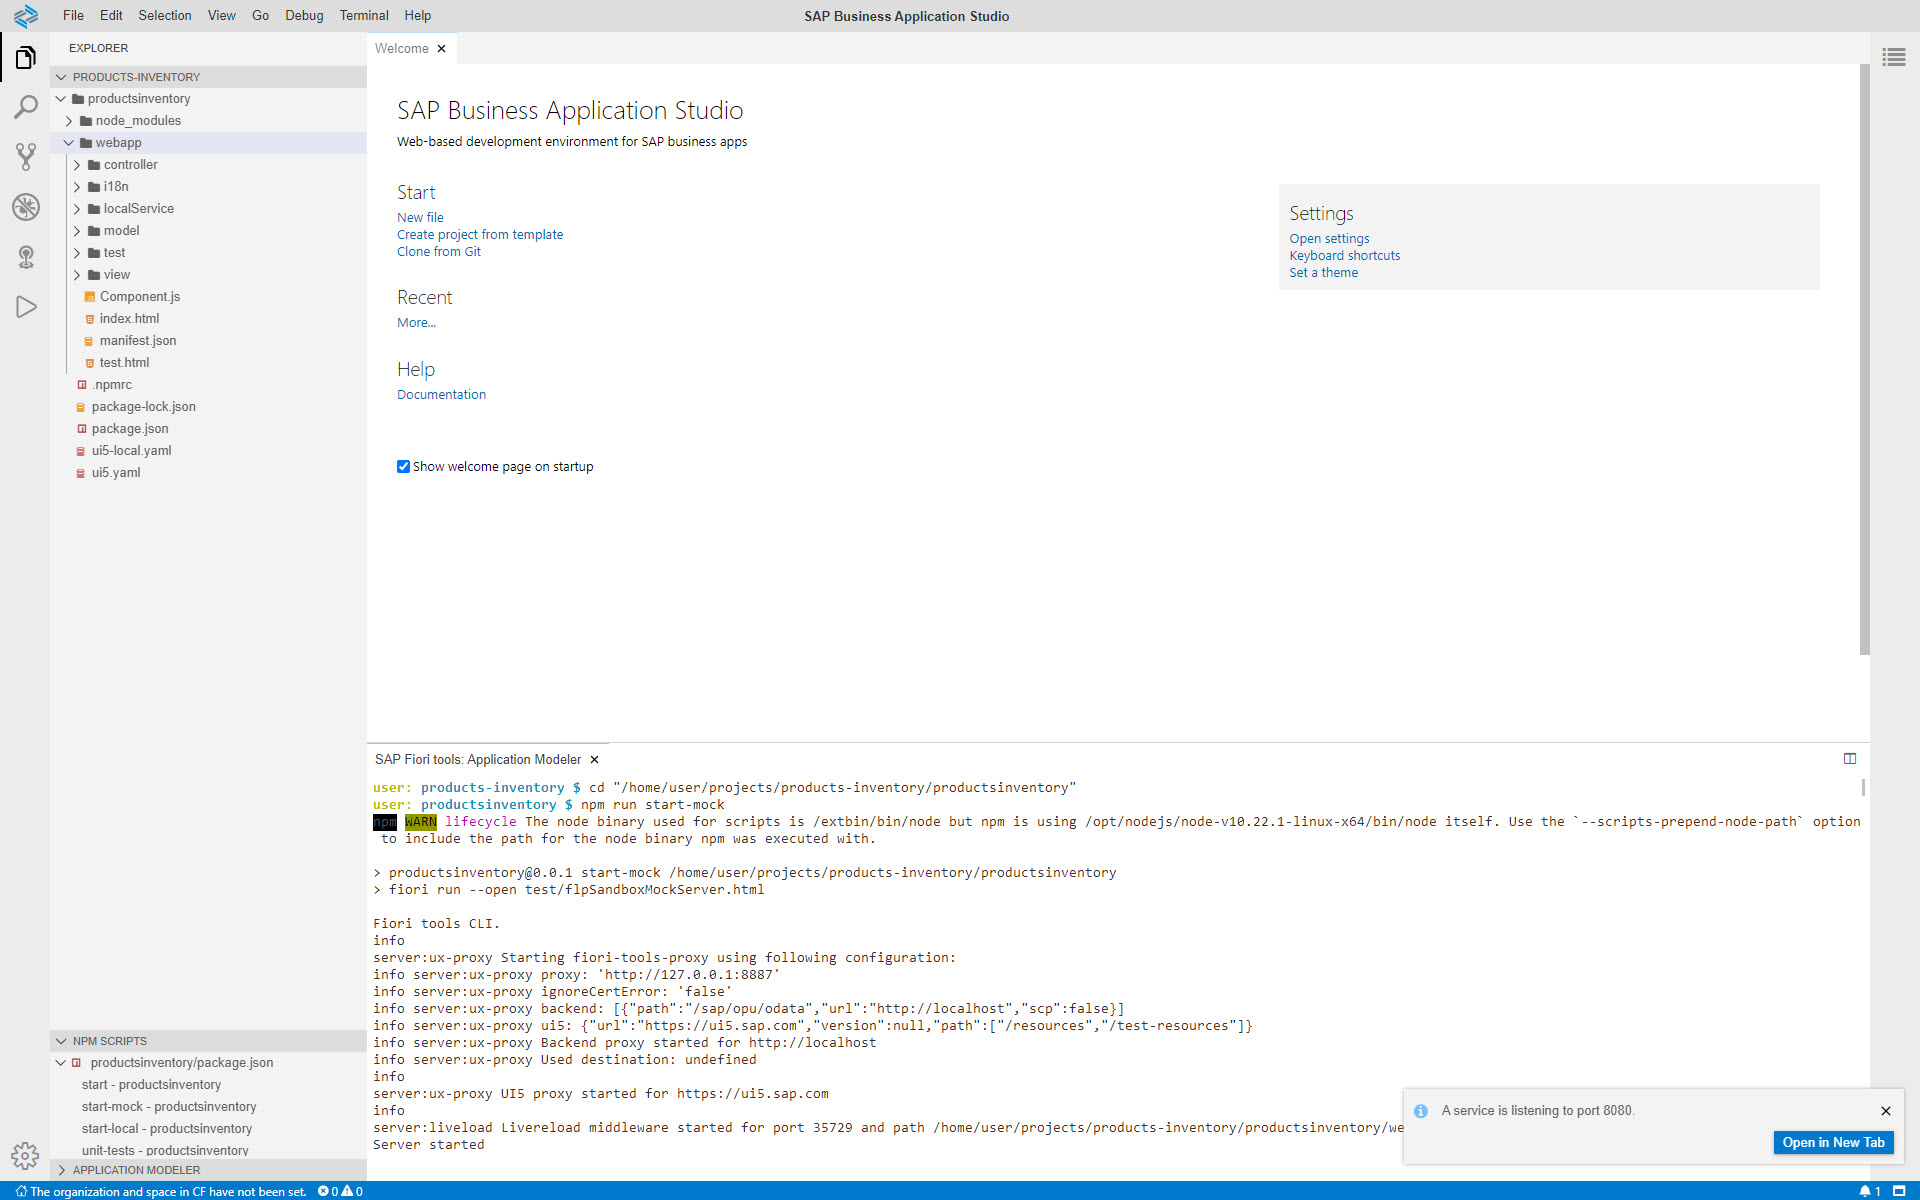 File Edit Selection View Go Debug Terminal Help
SAP Business Application Studio
EXPLORER
PRODUCTS-INVENTORY
productsinventory
node_modules
webapp
controller
i18n
localService
model
test
view
Component.js
index.html
manifest.json
test.html
.npmrc
package-lock.json
package.json
ui5-local.yaml
ui5.yaml
NPM SCRIPTS
productsinventory/package.json
start - productsinventory
start-mock - productsinventory
start-local - productsinventory
unit-tests - productsinventory
APPLICATION MODELER
Welcome
SAP Business Application Studio
Web-based development environment for SAP business apps
Start
New file
Create project from template
Clone from Git
Recent
More...
Help
Documentation
Show welcome page on startup
Settings
Open settings
Keyboard shortcuts
Set a theme
SAP Fiori tools: Application Modeler
user: products-inventory $ cd "/home/user/projects/products-inventory/productsinventory"
user: productsinventory $ npm run start-mock
npm WARN lifecycle The node binary used for scripts is /extbin/bin/node but npm is using /opt/nodejs/node-v10.22.1-linux-x64/bin/node itself. Use the `--scripts-prepend-node-path` option
to include the path for the node binary npm was executed with.
> productsinventory@0.0.1 start-mock /home/user/projects/products-inventory/productsinventory
> fiori run --open test/flpSandboxMockServer.html
Fiori tools CLI.
info
server:ux-proxy Starting fiori-tools-proxy using following configuration:
info server:ux-proxy proxy: 'http://127.0.0.1:8887'
info server:ux-proxy ignoreCertError: 'false'
info server:ux-proxy backend: [{"path":"/sap/opu/odata","url":"http://localhost","scp":false}]
info server:ux-proxy ui5: {"url":"https://ui5.sap.com","version":null,"path":["/resources","/test-resources"]}
info server:ux-proxy Backend proxy started for http://localhost
info server:ux-proxy Used destination: undefined
info
server:ux-proxy UI5 proxy started for https://ui5.sap.com
info
server:liveload Livereload middleware started for port 35729 and path /home/user/projects/products-inventory/productsinventory/we
Server started
A service is listening to port 8080.
Open in New Tab
The organization and space in CF have not been set. 0 0
1